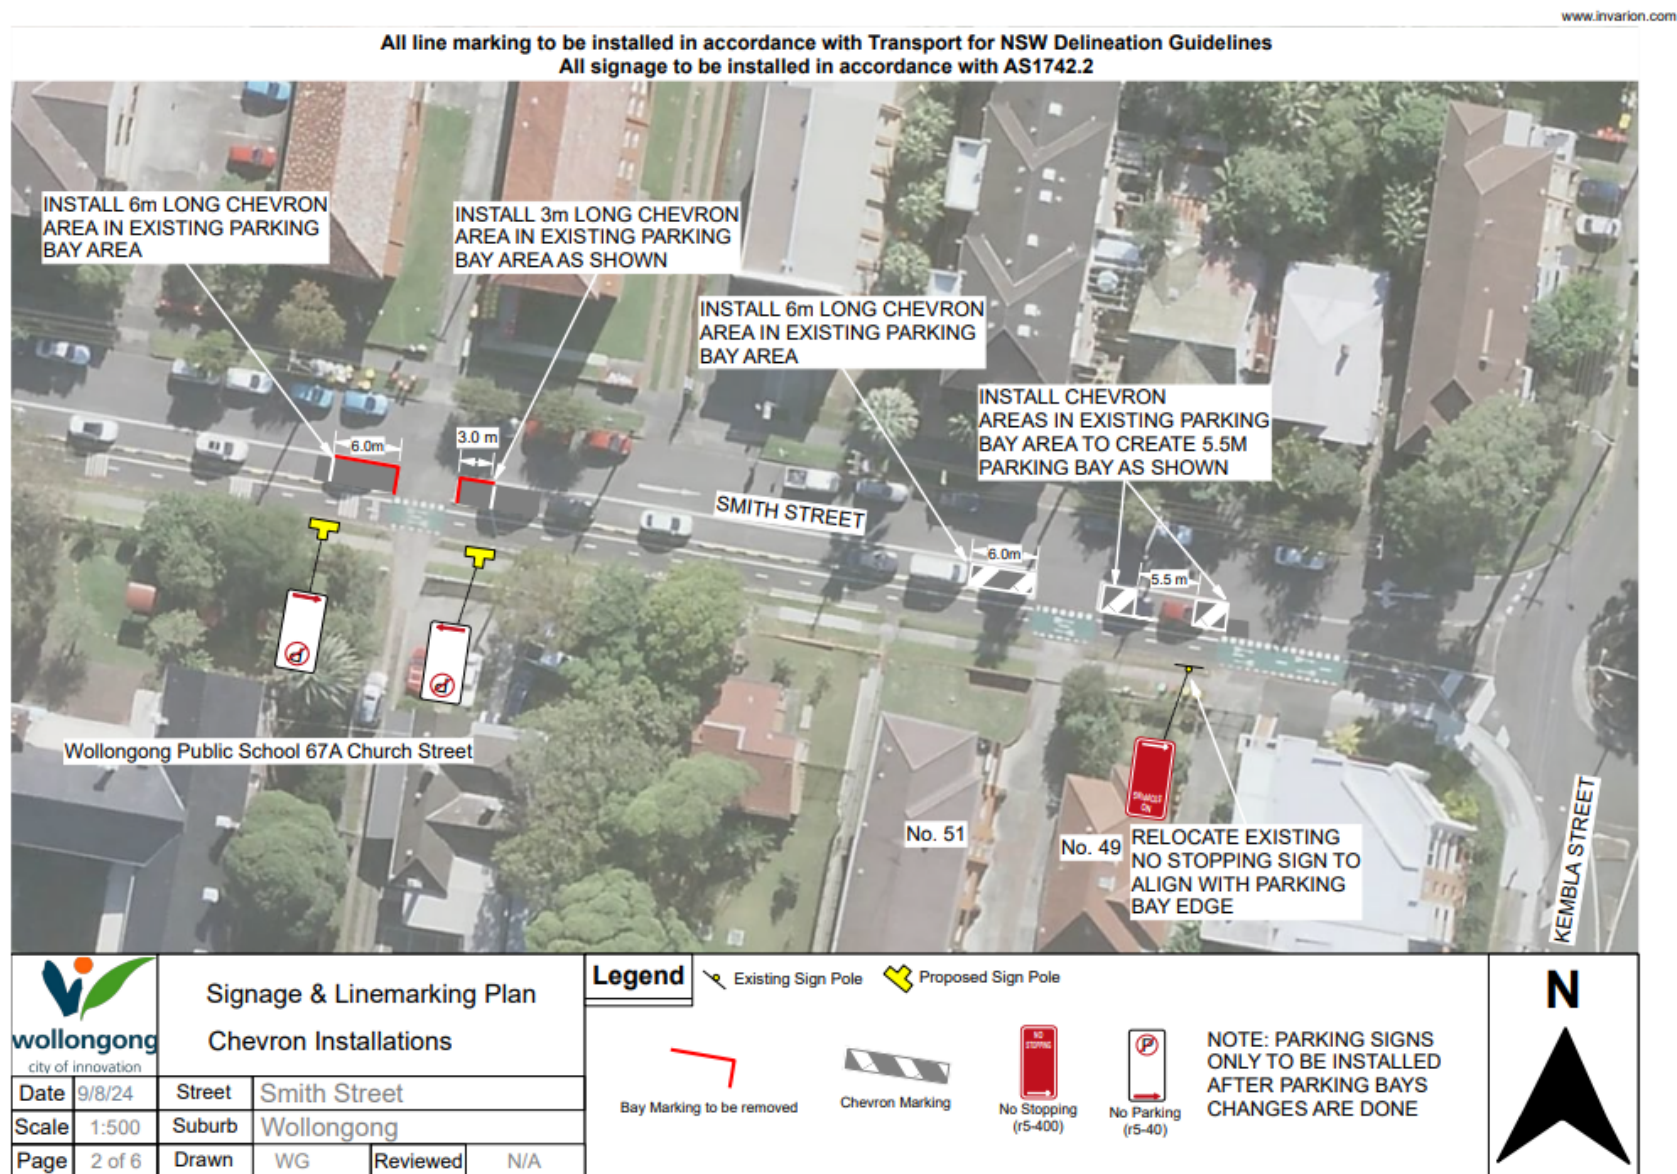 www.invarion.com
All line marking to be installed in accordance with Transport for NSW Delineation Guidelines
All signage to be installed in accordance with AS1742.2
INSTALL 6m LONG CHEVRON
AREA IN EXISTING PARKING
BAY AREA
INSTALL 3m LONG CHEVRON
AREA IN EXISTING PARKING
BAY AREA AS SHOWN
INSTALL 6m LONG CHEVRON
AREA IN EXISTING PARKING
BAY AREA
INSTALL CHEVRON
AREAS IN EXISTING PARKING
BAY AREA TO CREATE 5.5M
PARKING BAY AS SHOWN
6.0m
3.0 m
SMITH STREET
6.0m
5.5 m
P
P
Wollongong Public School 67A Church Street
NO
STOPPING
No. 51
No. 49
RELOCATE EXISTING
NO STOPPING SIGN TO
ALIGN WITH PARKING
BAY EDGE
KEMBLA STREET
wollongong
city of innovation
Signage & Linemarking Plan
Chevron Installations
Date 9/8/24 Street Smith Street
Scale 1:500 Suburb Wollongong
Page 2 of 6 Drawn WG Reviewed N/A
Legend
Existing Sign Pole
Proposed Sign Pole
Bay Marking to be removed
Chevron Marking
NO
STOPPING
No Stopping
(r5-400)
P
No Parking
(r5-40)
NOTE: PARKING SIGNS
ONLY TO BE INSTALLED
AFTER PARKING BAYS
CHANGES ARE DONE
N